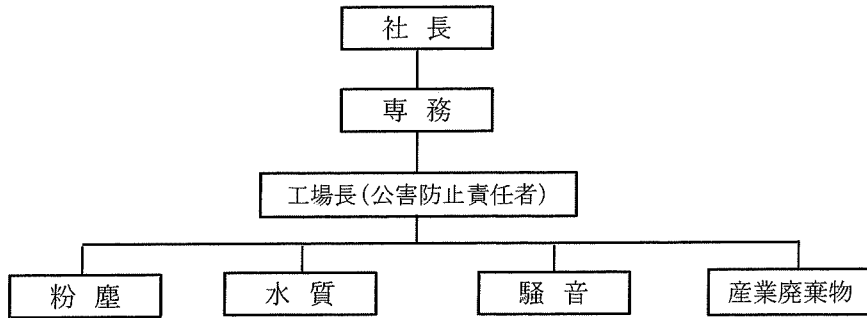 社長
専務
工場長(公害防止責任者)
粉塵
水質
騒音
産業廃棄物